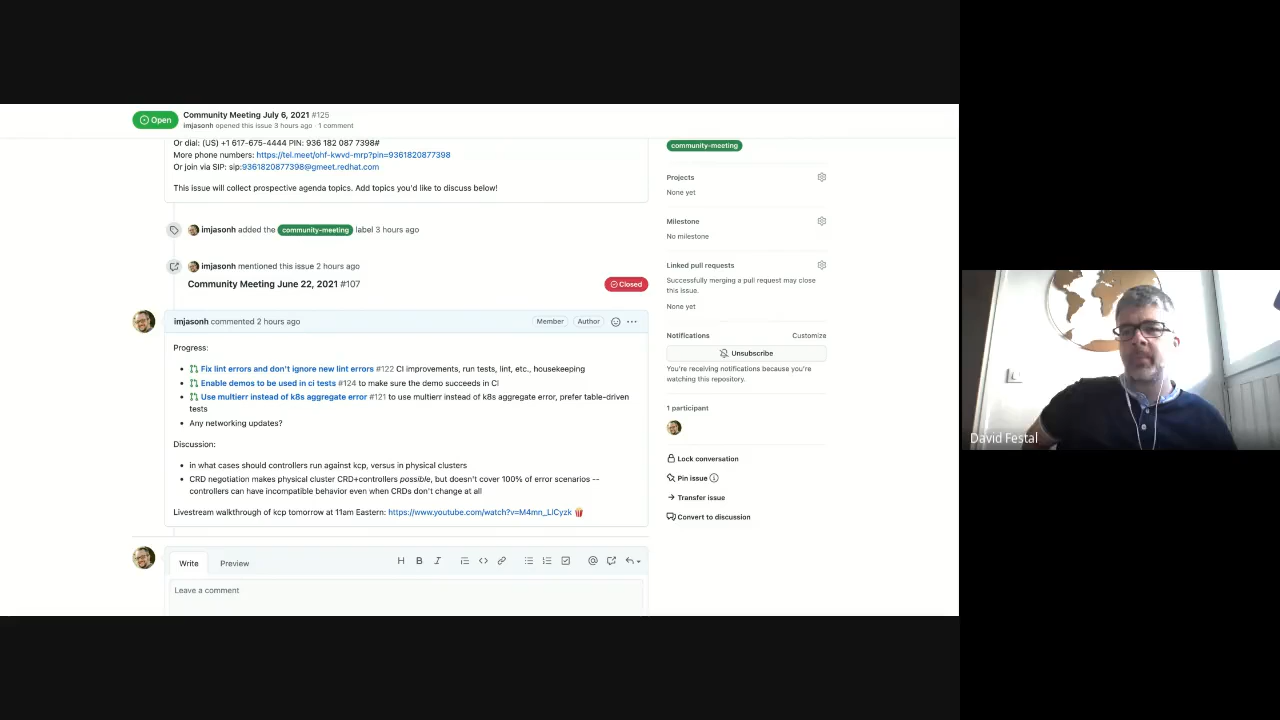 Open
Community Meeting July 6, 2021 #125
imjasonh opened this issue 3 hours ago · 1 comment
Or dial: (US) +1 617-675-4444 PIN: 936 182 087 7398#
More phone numbers: https://tel.meet/ohf-kwvd-mrp?pin=9361820877398
Or join via SIP: sip:9361820877398@gmeet.redhat.com
This issue will collect prospective agenda topics. Add topics you'd like to discuss below!
imjasonh added the community-meeting label 3 hours ago
imjasonh mentioned this issue 2 hours ago
Community Meeting June 22, 2021 #107
Closed
imjasonh commented 2 hours ago
Member
Author
Progress:
Fix lint errors and don't ignore new lint errors #122 CI improvements, run tests, lint, etc., housekeeping
Enable demos to be used in ci tests #124 to make sure the demo succeeds in CI
Use multierr instead of k8s aggregate error #121 to use multierr instead of k8s aggregate error, prefer table-driven
tests
Any networking updates?
Discussion:
in what cases should controllers run against kcp, versus in physical clusters
CRD negotiation makes physical cluster CRD+controllers possible, but doesn't cover 100% of error scenarios --
controllers can have incompatible behavior even when CRDs don't change at all
Livestream walkthrough of kcp tomorrow at 11am Eastern: https://www.youtube.com/watch?v=M4mn_LlCyzk 🍿
Write
Preview
Leave a comment
community-meeting
Projects
None yet
Milestone
No milestone
Linked pull requests
Successfully merging a pull request may close
this issue.
None yet
Notifications
Customize
Unsubscribe
You're receiving notifications because you're
watching this repository.
1 participant
Lock conversation
Pin issue
Transfer issue
Convert to discussion
David Festal